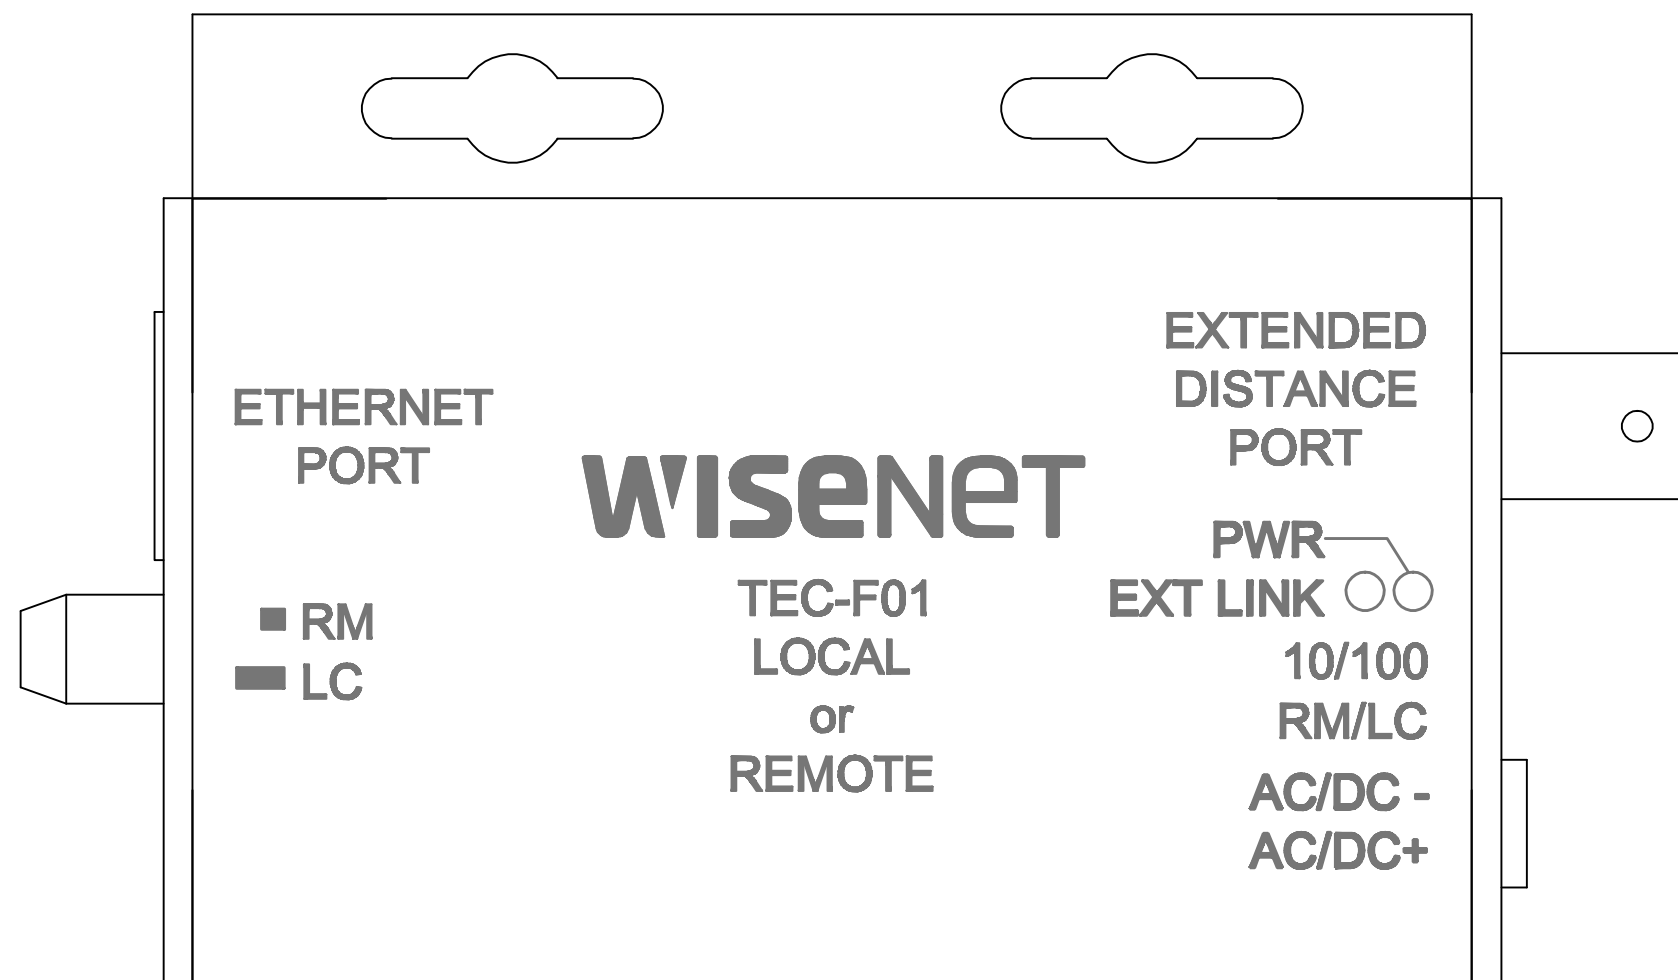 ETHERNET
PORT
RM
LC
WISENET
TEC-F01
LOCAL
or
REMOTE
EXTENDED
DISTANCE
PORT
PWR
EXT LINK
10/100
RM/LC
AC/DC -
AC/DC+